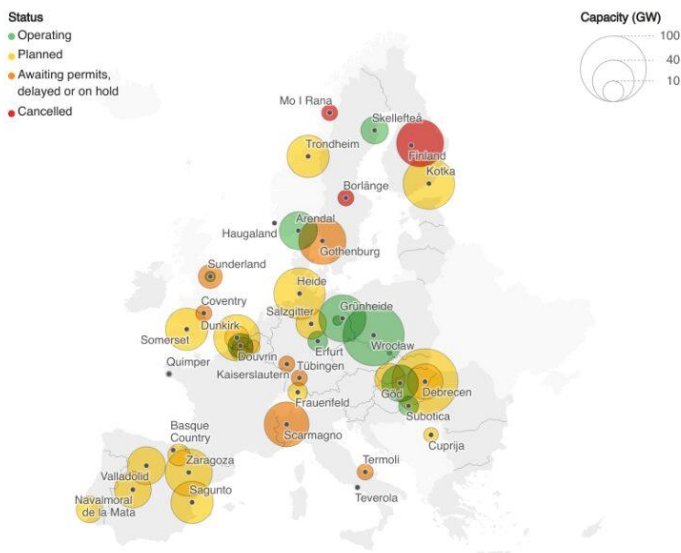 Status
Operating
Planned
Awaiting permits,
delayed or on hold
Cancelled
Capacity (GW)
100
40
10
Mo I Rana
Skellefteå
Trondheim
Finland
Kotka
Borlänge
Arendal
Haugaland
Gothenburg
Sunderland
Heide
Coventry
Salzgitter
Grünheide
Dunkirk
Somerset
Douvrin
Erfurt
Wrocław
Quimper
Tübingen
Kaiserslautern
Göd
Debrecen
Frauenfeld
Subotica
Basque
Country
Scarmagno
Cuprija
Zaragoza
Valladolid
Termoli
Sagunto
Teverola
Navalmoral
de la Mata